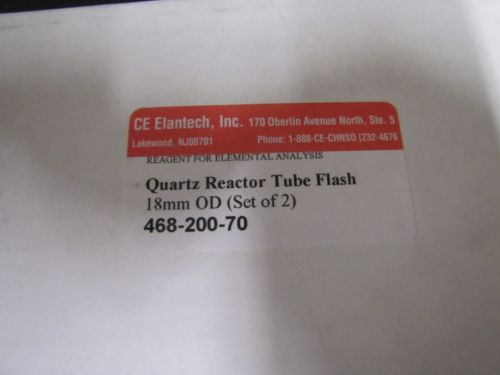 CE Elantech, Inc. 170 Oberlin Avenue North, Ste. 5
Lakewood, NJ08701 Phone: 1-888-CE-CHNSO (232-4676
REAGENT FOR ELEMENTAL ANALYSIS
Quartz Reactor Tube Flash
18mm OD (Set of 2)
468-200-70